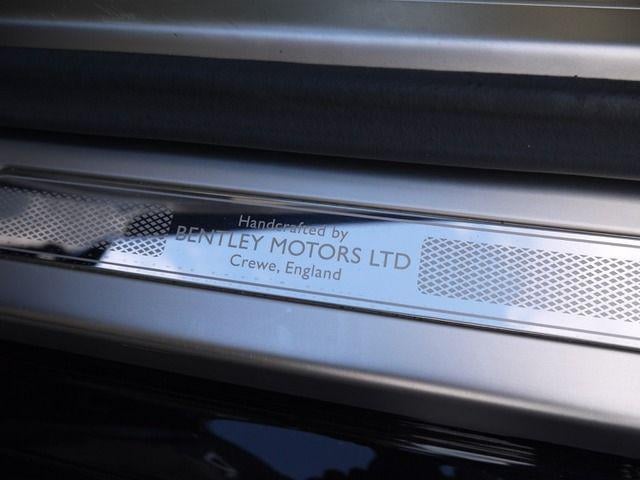 Handcrafted by
BENTLEY MOTORS LTD
Crewe, England